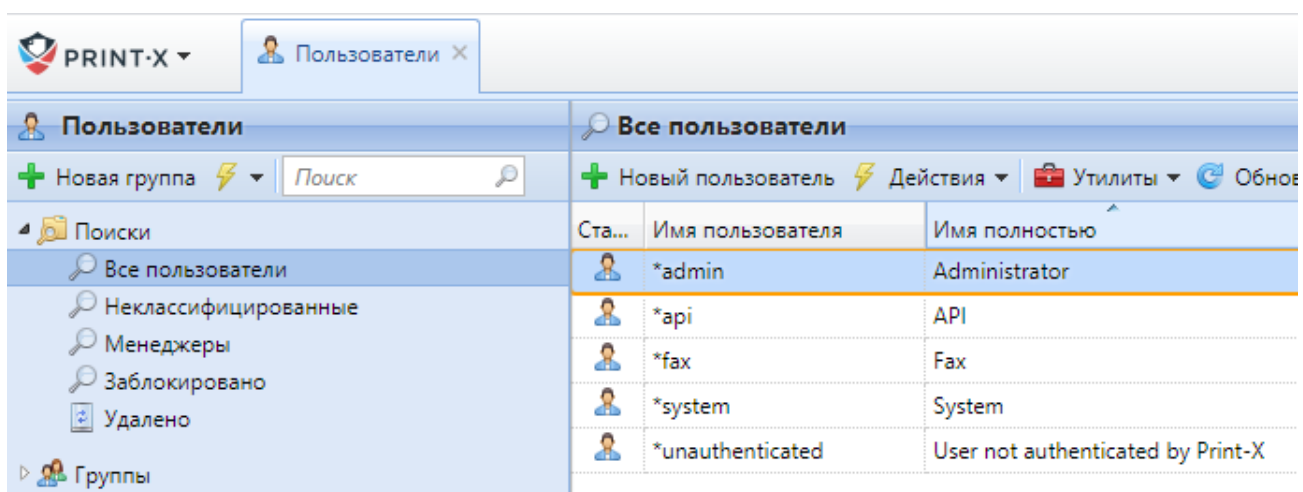 PRINT·X
Пользователи
Пользователи
Все пользователи
Новая группа
Поиск
Новый пользователь
Действия
Утилиты
Обнов
Поиски
Все пользователи
Неклассифицированные
Менеджеры
Заблокировано
Удалено
Группы
Ста... Имя пользователя Имя полностью
*admin Administrator
*api API
*fax Fax
*system System
*unauthenticated User not authenticated by Print-X